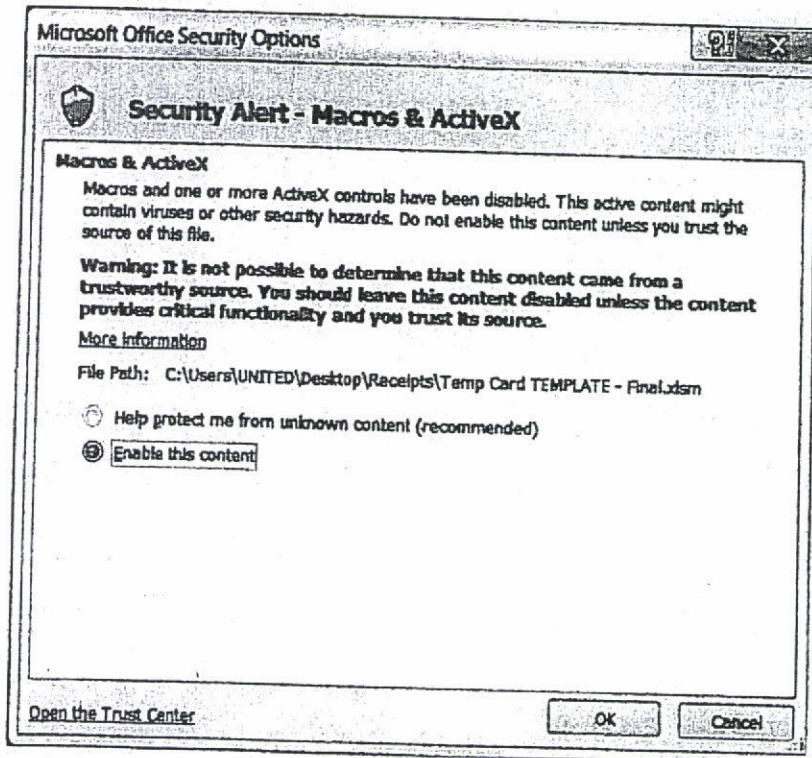 Microsoft Office Security Options
Security Alert - Macros & ActiveX
Macros & ActiveX
Macros and one or more ActiveX controls have been disabled. This active content might
contain viruses or other security hazards. Do not enable this content unless you trust the
source of this file.
Warning: It is not possible to determine that this content came from a
trustworthy source. You should leave this content disabled unless the content
provides critical functionality and you trust its source.
More information
File Path: C:\Users\UNITED\Desktop\Receipts\Temp Card TEMPLATE - Final.xlsm
Help protect me from unknown content (recommended)
Enable this content
Open the Trust Center
OK
Cancel